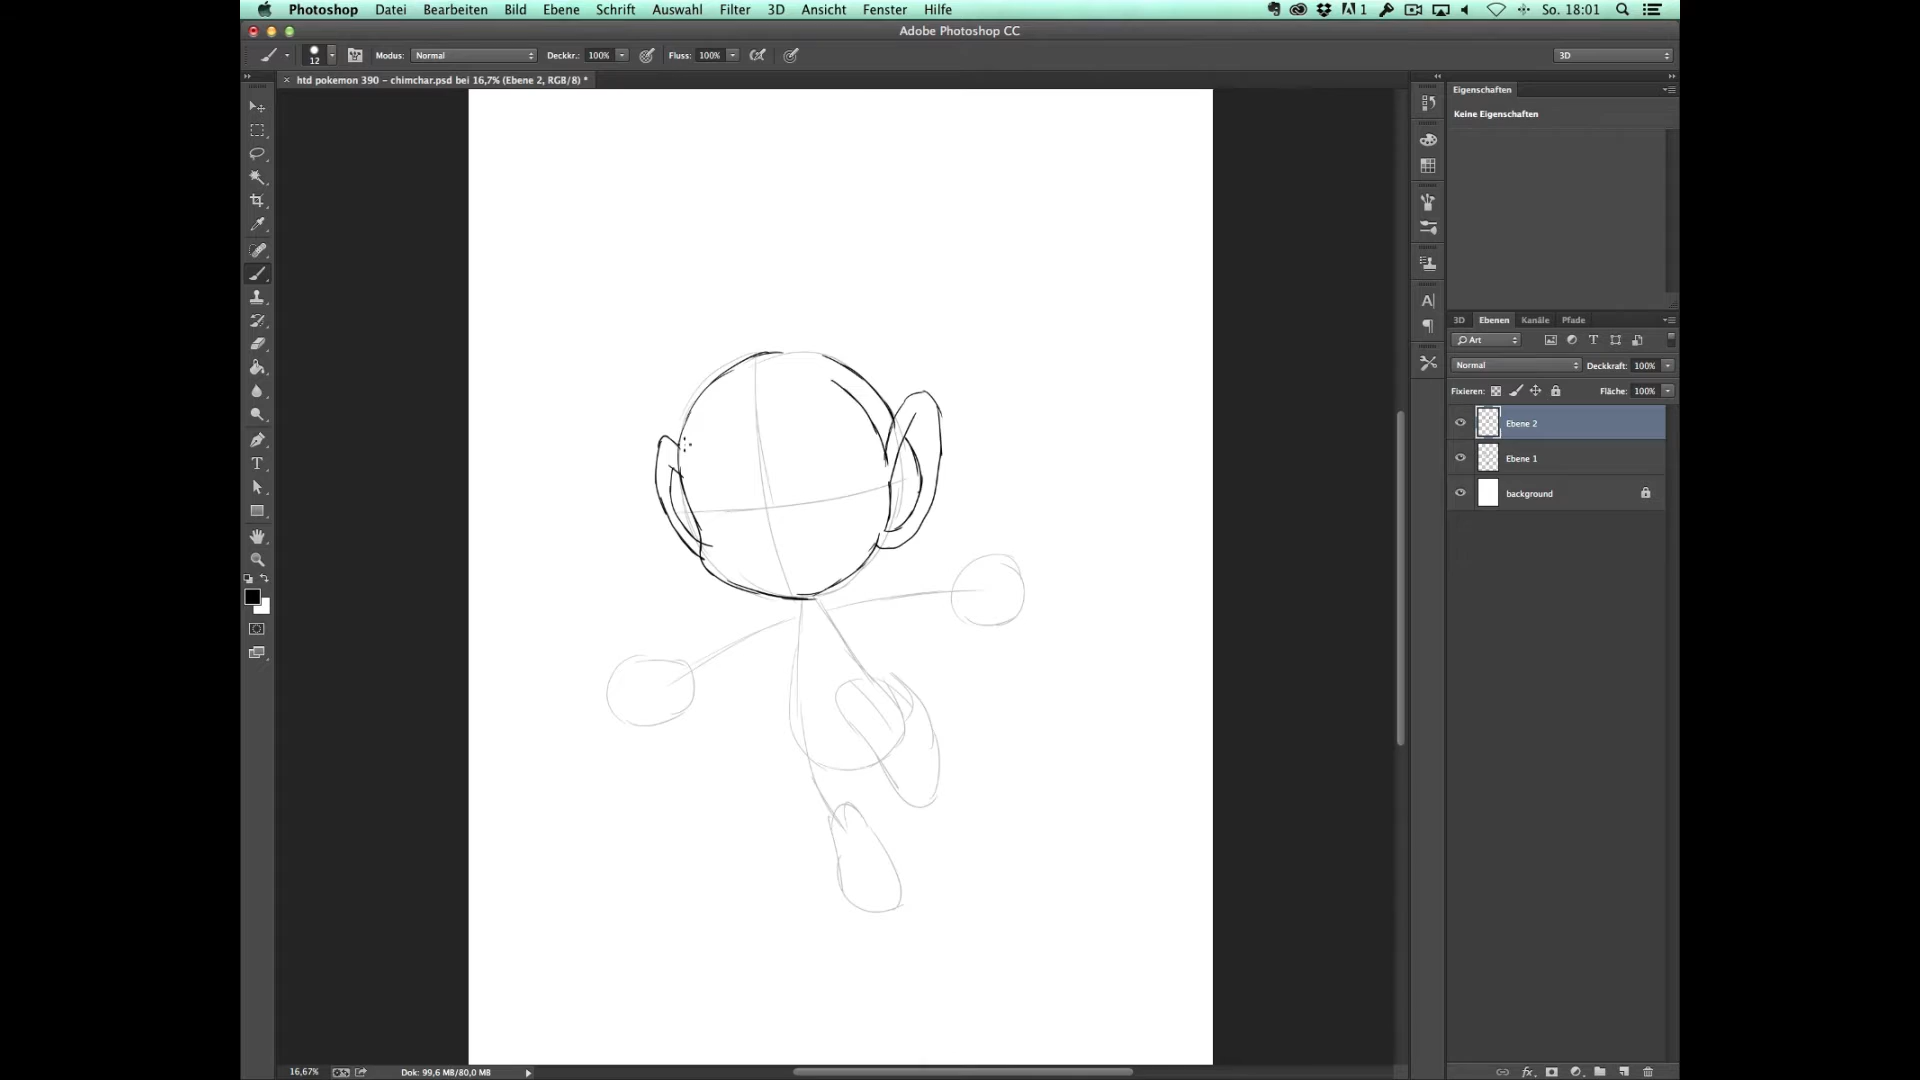 Photoshop Datei Bearbeiten Bild Ebene Schrift Auswahl Filter 3D Ansicht Fenster Hilfe 1 So. 18:01
Adobe Photoshop CC
12 Modus: Normal Deckkr.: 100% Fluss: 100% 3D
htd pokemon 390 - chimchar.psd bei 16,7% (Ebene 2, RGB/8) *
Eigenschaften
Keine Eigenschaften
3D Ebenen Kanäle Pfade
Art
Normal Deckkraft: 100%
Fixieren: Fläche: 100%
Ebene 2
Ebene 1
background
16,67% Dok: 99,6 MB/80,0 MB